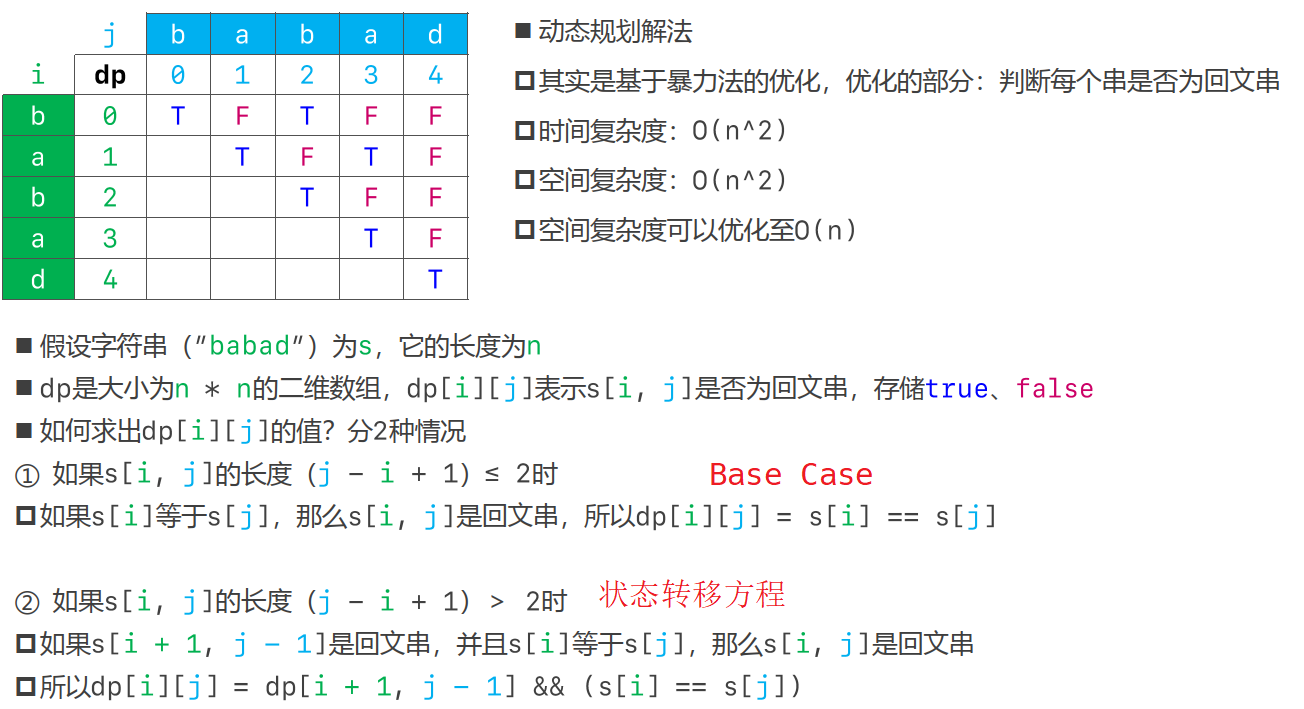 j b a b a d
i dp 0 1 2 3 4
b 0 T F T F F
a 1 T F T F
b 2 T F F
a 3 T F
d 4 T
■ 动态规划解法
其实是基于暴力法的优化，优化的部分：判断每个串是否为回文串
时间复杂度：O(n^2)
空间复杂度：O(n^2)
空间复杂度可以优化至O(n)
■ 假设字符串（”babad”）为s，它的长度为n
■ dp是大小为n * n的二维数组，dp[i][j]表示s[i, j]是否为回文串，存储true、false
■ 如何求出dp[i][j]的值？分2种情况
① 如果s[i, j]的长度（j – i + 1）≤ 2时 Base Case
如果s[i]等于s[j]，那么s[i, j]是回文串，所以dp[i][j] = s[i] == s[j]
② 如果s[i, j]的长度（j – i + 1）> 2时 状态转移方程
如果s[i + 1, j – 1]是回文串，并且s[i]等于s[j]，那么s[i, j]是回文串
所以dp[i][j] = dp[i + 1, j – 1] && (s[i] == s[j])